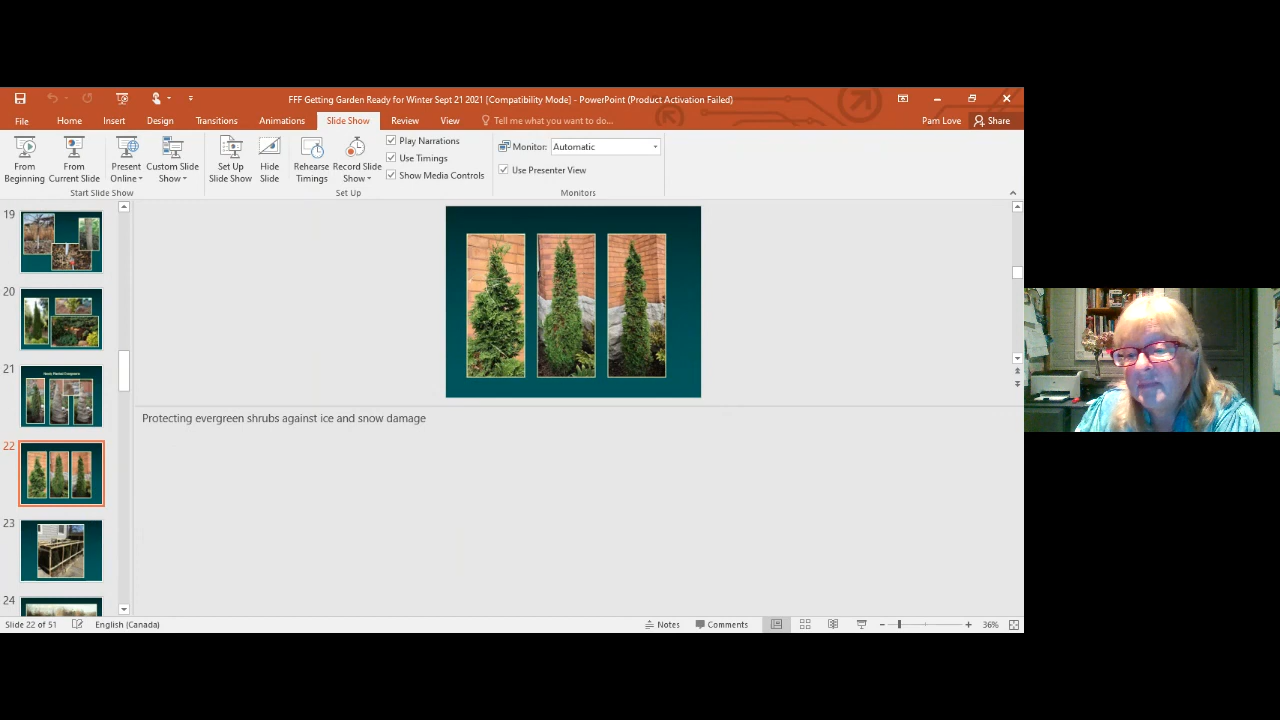 FFF Getting Garden Ready for Winter Sept 21 2021 [Compatibility Mode] - PowerPoint (Product Activation Failed)
File Home Insert Design Transitions Animations Slide Show Review View Tell me what you want to do... Pam Love Share
From Beginning
From Current Slide
Present Online
Custom Slide Show
Set Up Slide Show
Hide Slide
Rehearse Timings
Record Slide Show
Play Narrations
Use Timings
Show Media Controls
Monitor: Automatic
Use Presenter View
Start Slide Show Set Up Monitors
19
20
21
Newly Planted Evergreens
22
23
24
Protecting evergreen shrubs against ice and snow damage
Slide 22 of 51 English (Canada) Notes Comments 36%